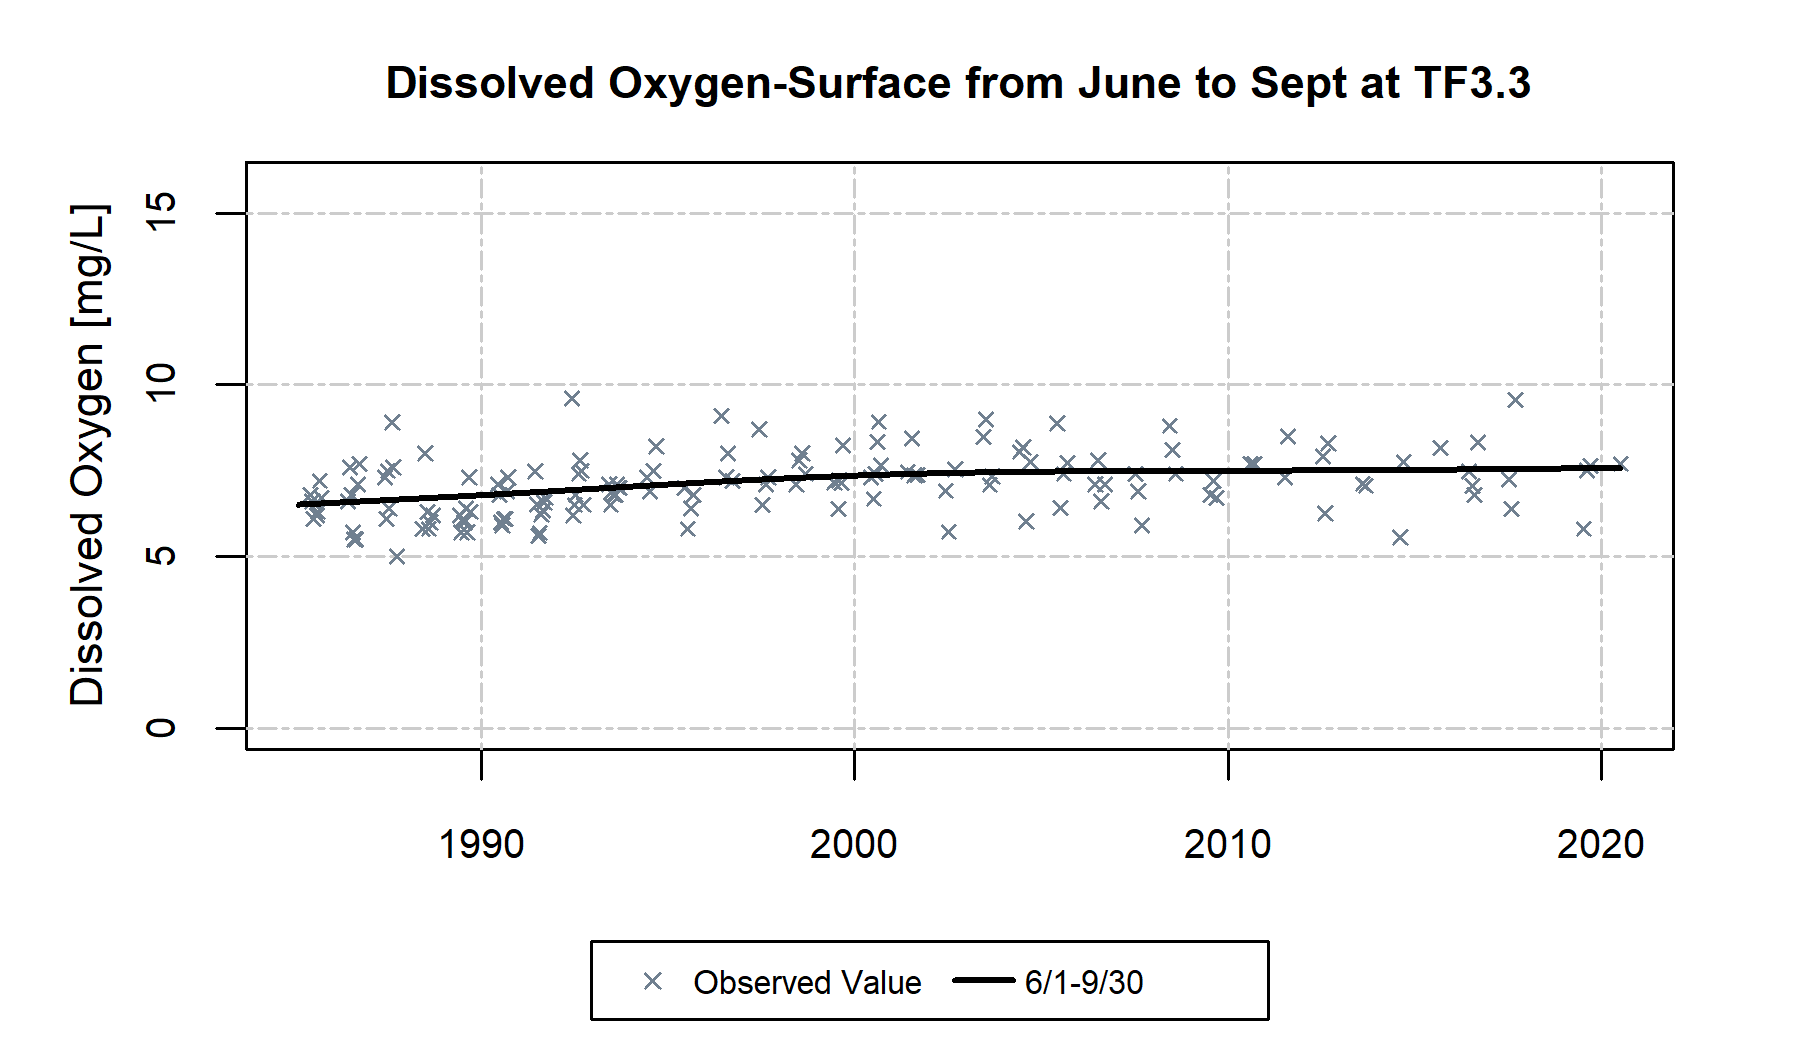 Dissolved Oxygen-Surface from June to Sept at TF3.3
Dissolved Oxygen [mg/L]
15
10
5
0
1990 2000 2010 2020
Observed Value 6/1-9/30